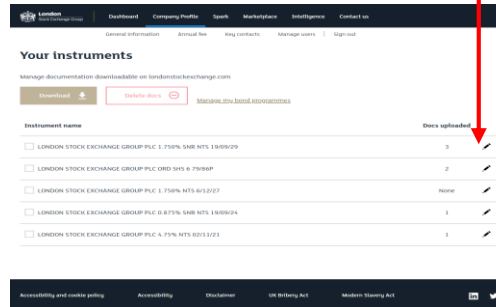 London
Stock Exchange Group
Dashboard Company Profile Spark Marketplace Intelligence Contact us
General information Annual fee Key contacts Manage users Sign out
Your instruments
Manage documentation downloadable on londonstockexchange.com
Download Delete docs Manage my bond programmes
Instrument name Docs uploaded
LONDON STOCK EXCHANGE GROUP PLC 1.750% SNR NTS 19/09/29 3
LONDON STOCK EXCHANGE GROUP PLC ORD SHS 6 79/86P 2
LONDON STOCK EXCHANGE GROUP PLC 1.750% NTS 6/12/27 None
LONDON STOCK EXCHANGE GROUP PLC 0.875% SNR NTS 19/09/24 1
LONDON STOCK EXCHANGE GROUP PLC 4.75% NTS 02/11/21 1
Accessibility and cookie policy Accessibility Disclaimer UK Bribery Act Modern Slavery Act in